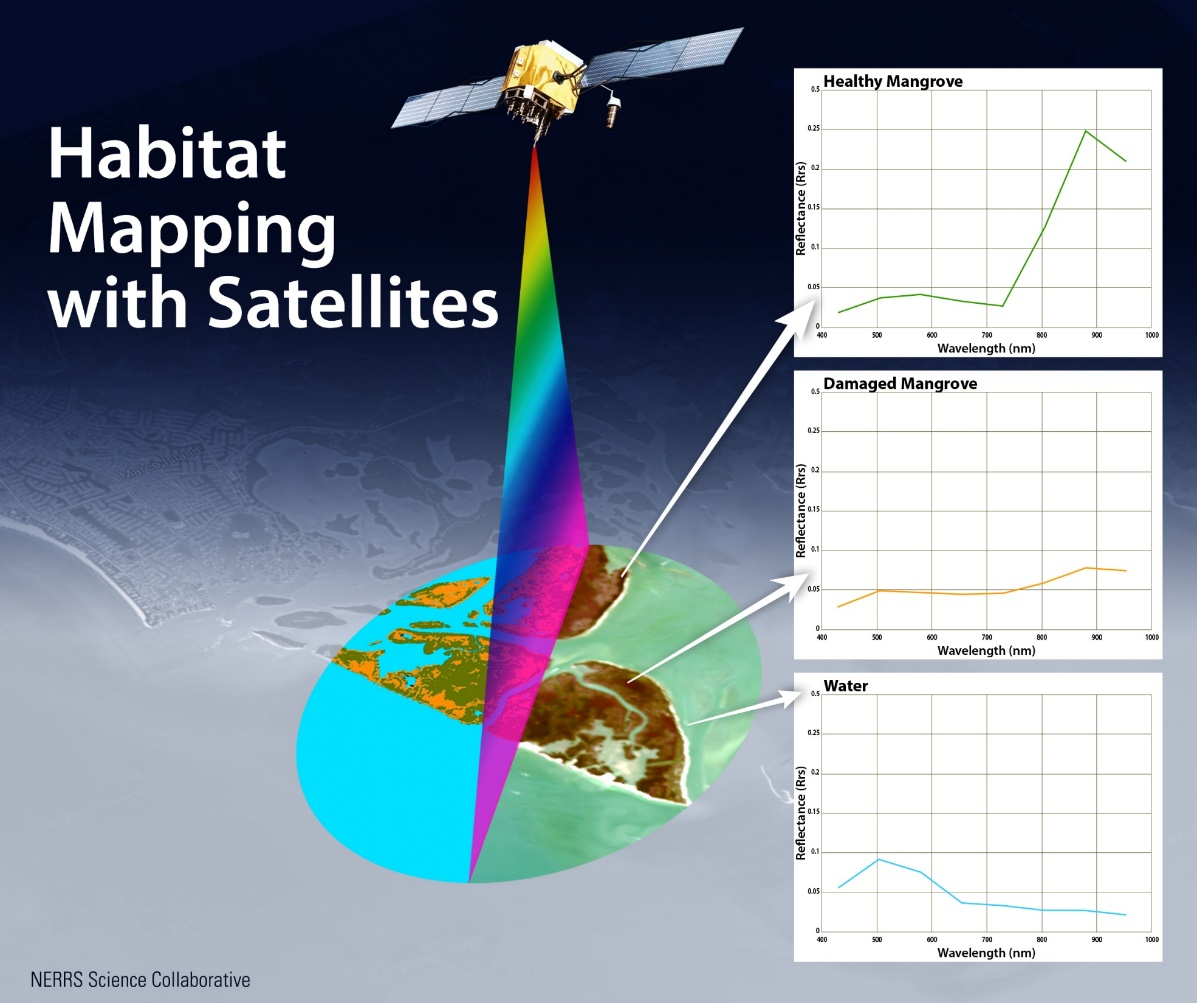 Habitat
Mapping
with Satellites
Healthy Mangrove
0.5
0.25
0.2
0.15
0.1
0.05
0
Reflectance (Rrs)
400 500 600 700 800 900 1000
Wavelength (nm)
Damaged Mangrove
0.5
0.25
0.2
0.15
0.1
0.05
0
Reflectance (Rrs)
400 500 600 700 800 900 1000
Wavelength (nm)
Water
0.5
0.25
0.2
0.15
0.1
0.05
0
Reflectance (Rrs)
400 500 600 700 800 900 1000
Wavelength (nm)
NERRS Science Collaborative